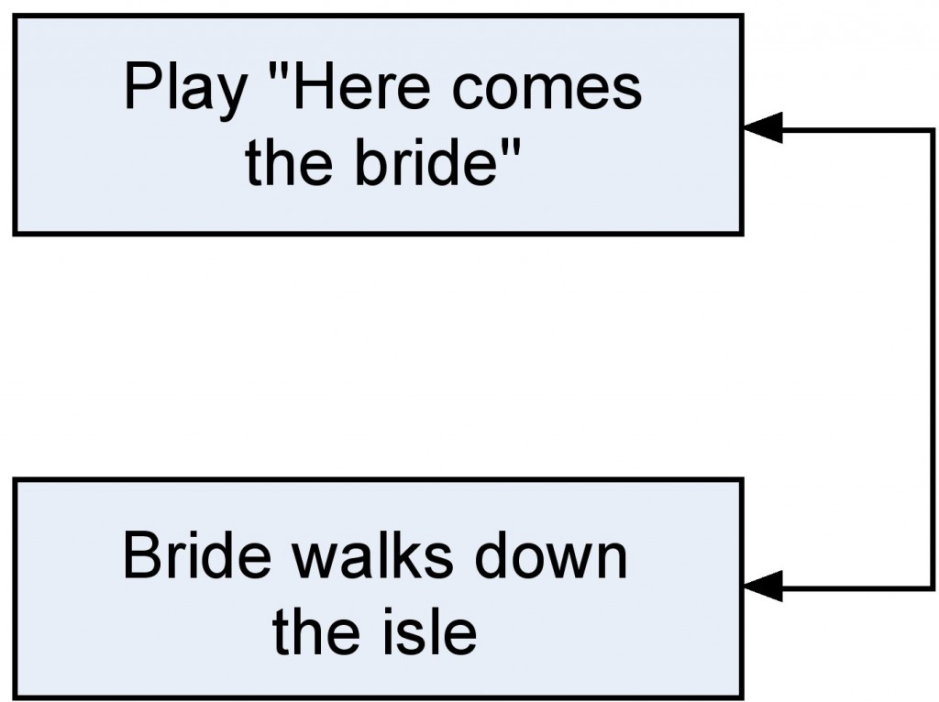 Play "Here comes
the bride"
Bride walks down
the isle